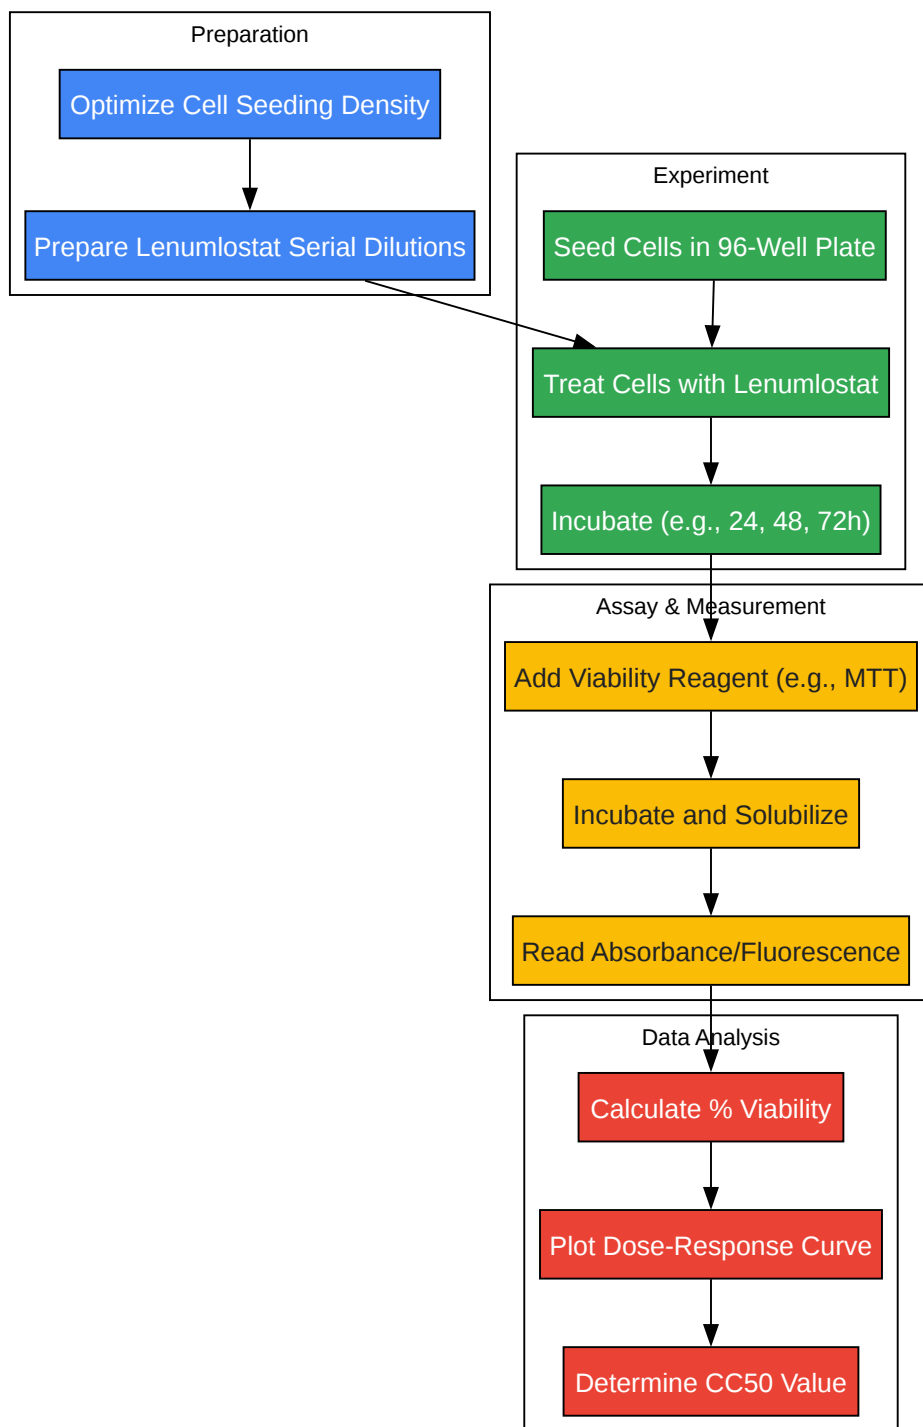 Preparation
Optimize Cell Seeding Density
Prepare Lenumlostat Serial Dilutions
Experiment
Seed Cells in 96-Well Plate
Treat Cells with Lenumlostat
Incubate (e.g., 24, 48, 72h)
Assay & Measurement
Add Viability Reagent (e.g., MTT)
Incubate and Solubilize
Read Absorbance/Fluorescence
Data Analysis
Calculate % Viability
Plot Dose-Response Curve
Determine CC50 Value